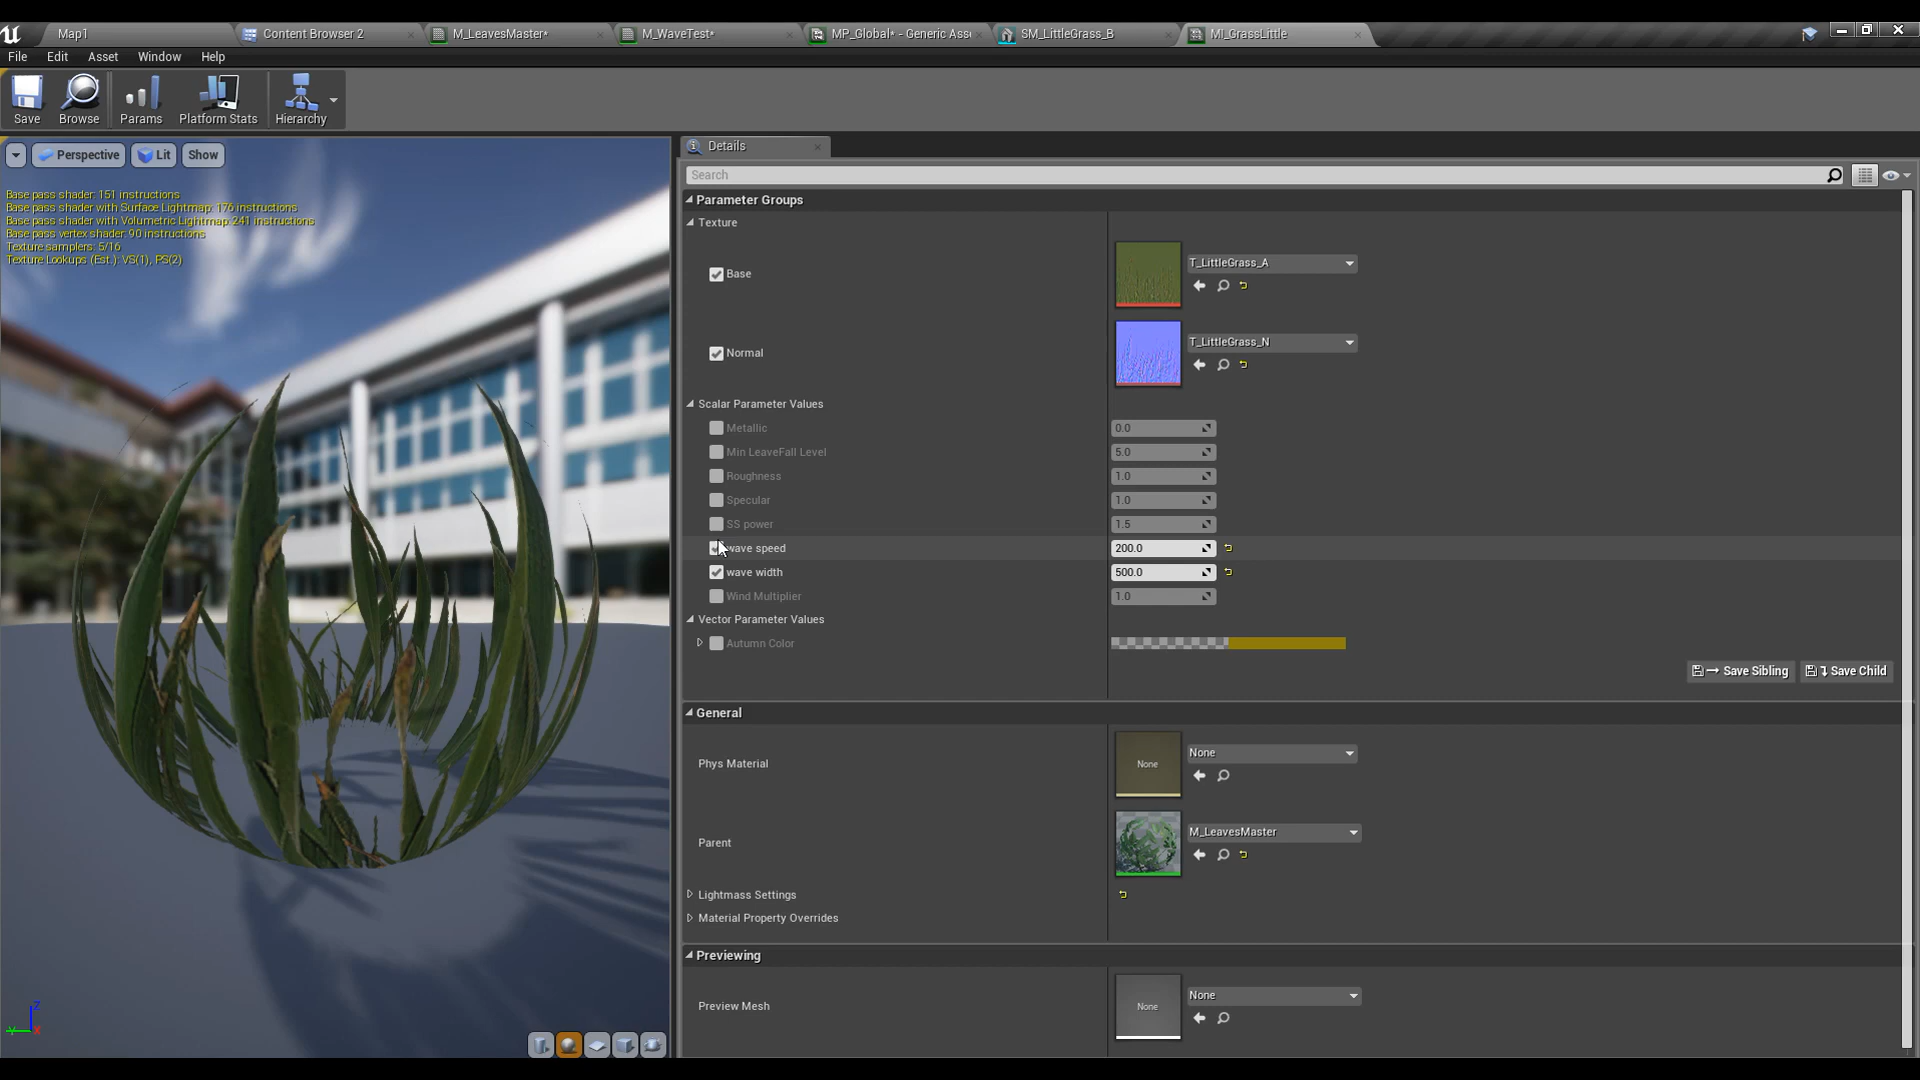 Map1
Content Browser 2
M_LeavesMaster*
M_WaveTest*
MP_Global* - Generic Asse
SM_LittleGrass_B
MI_GrassLittle
File Edit Asset Window Help
Save Browse Params Platform Stats Hierarchy
Perspective Lit Show
Base pass shader: 151 instructions
Base pass shader with Surface Lightmap: 176 instructions
Base pass shader with Volumetric Lightmap: 241 instructions
Base pass vertex shader: 90 instructions
Texture samplers: 5/16
Texture Lookups (Est.): VS(1), PS(2)
Z
Y X
Details
Search
Parameter Groups
Texture
Base T_LittleGrass_A
Normal T_LittleGrass_N
Scalar Parameter Values
Metallic 0.0
Min LeaveFall Level 5.0
Roughness 1.0
Specular 1.0
SS power 1.5
wave speed 200.0
wave width 500.0
Wind Multiplier 1.0
Vector Parameter Values
Autumn Color
Save Sibling Save Child
General
Phys Material None None
Parent M_LeavesMaster
Lightmass Settings
Material Property Overrides
Previewing
Preview Mesh None None